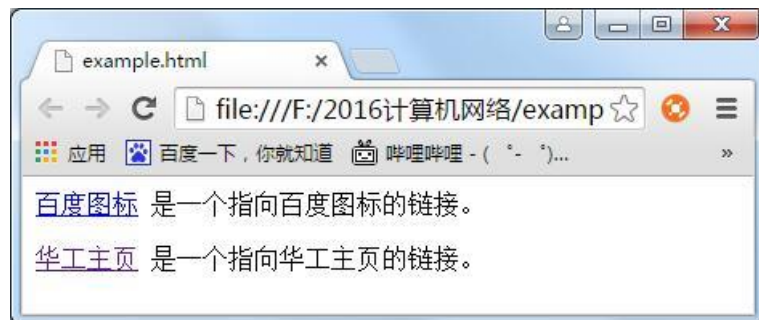 example.html
file:///F:/2016计算机网络/examp
应用 百度一下，你就知道 哔哩哔哩 - ( ゜- ゜)... »
百度图标 是一个指向百度图标的链接。
华工主页 是一个指向华工主页的链接。